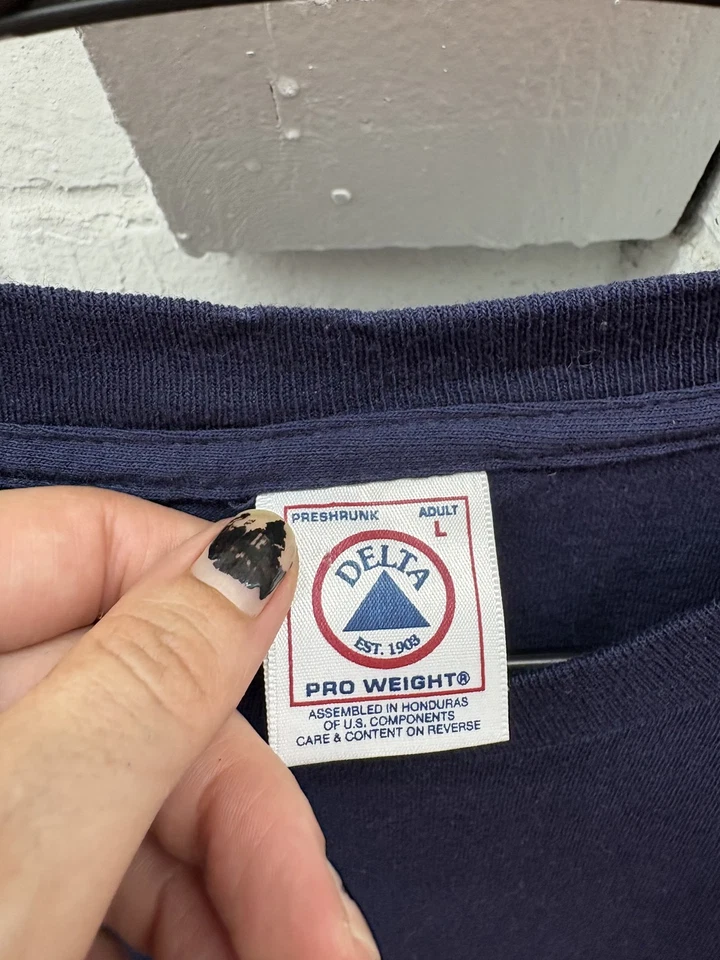 PRESHRUNK ADULT
L
DELTA
EST. 1903
PRO WEIGHT®
ASSEMBLED IN HONDURAS
OF U.S. COMPONENTS
CARE & CONTENT ON REVERSE